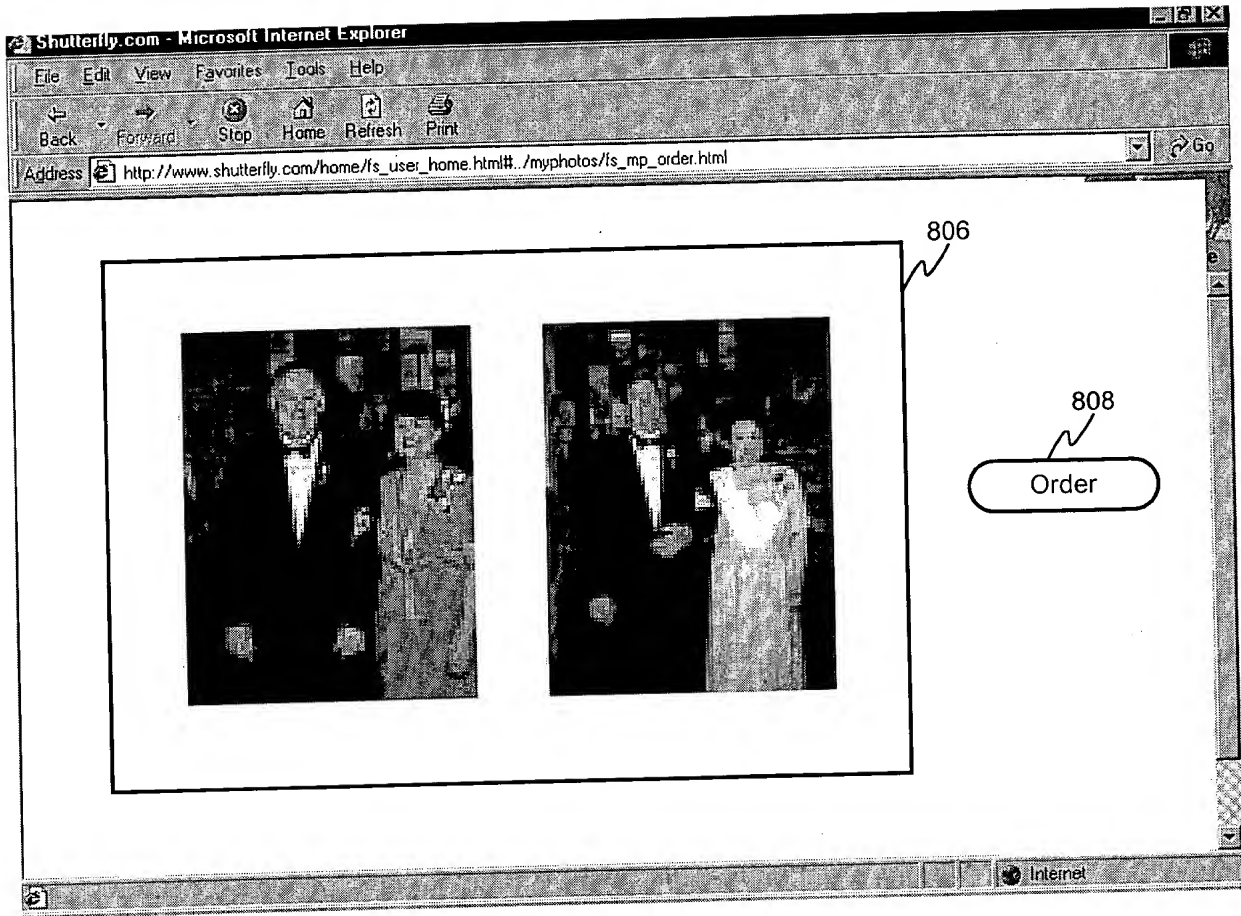 Shutterfly.com - Microsoft Internet Explorer
File Edit View Favorites Tools Help
Back Forward Stop Home Refresh Print
Address http://www.shutterfly.com/home/fs_user_home.html#../myphotos/fs_mp_order.html Go
806
808
Order
e
Internet